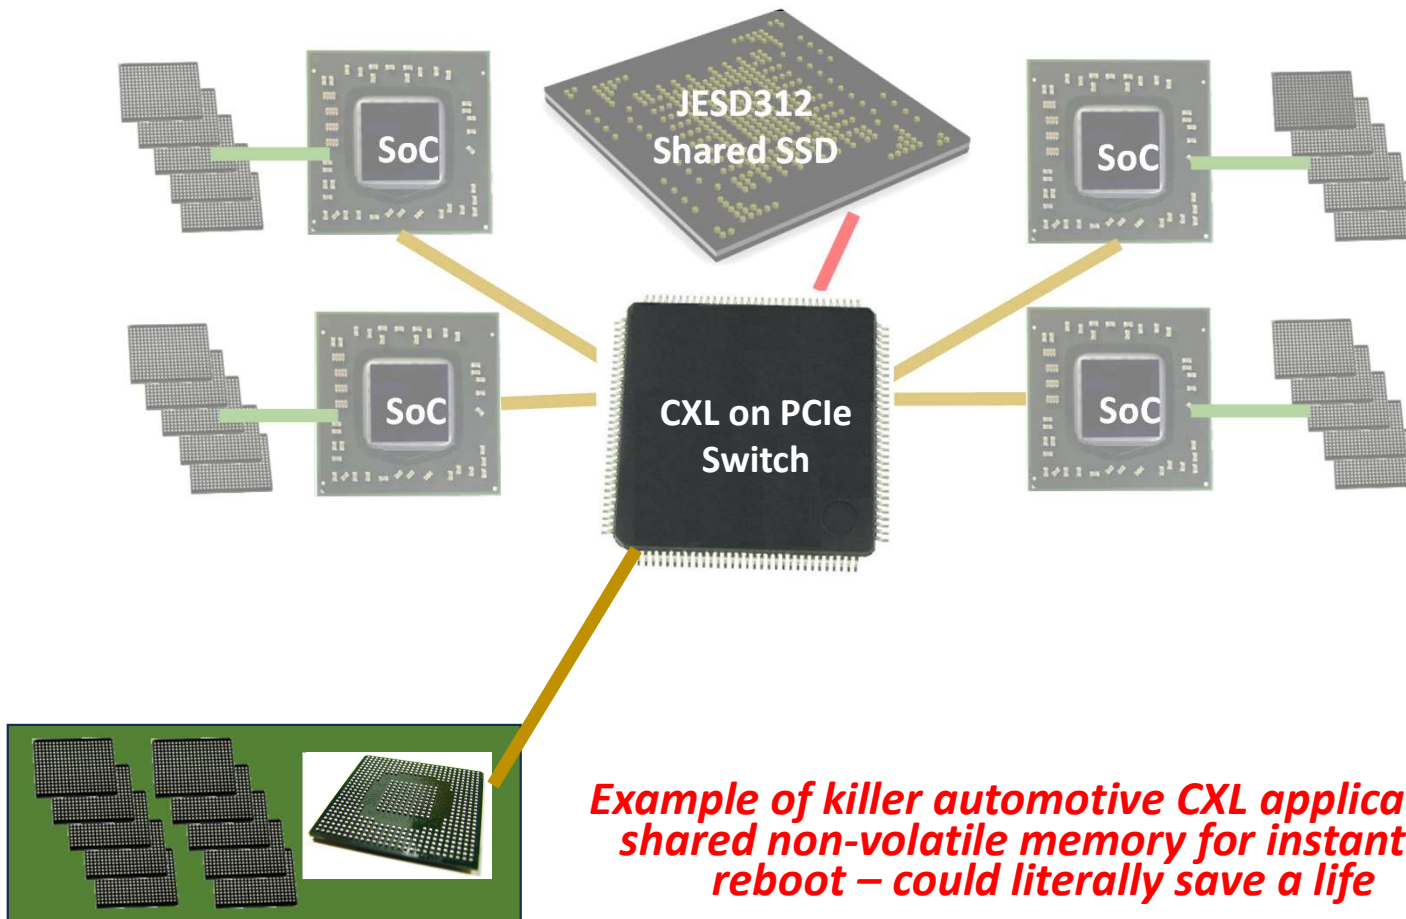 JESD312
Shared SSD
SoC
SoC
SoC
SoC
CXL on PCIe
Switch
Example of killer automotive CXL applica
shared non-volatile memory for instant
reboot – could literally save a life